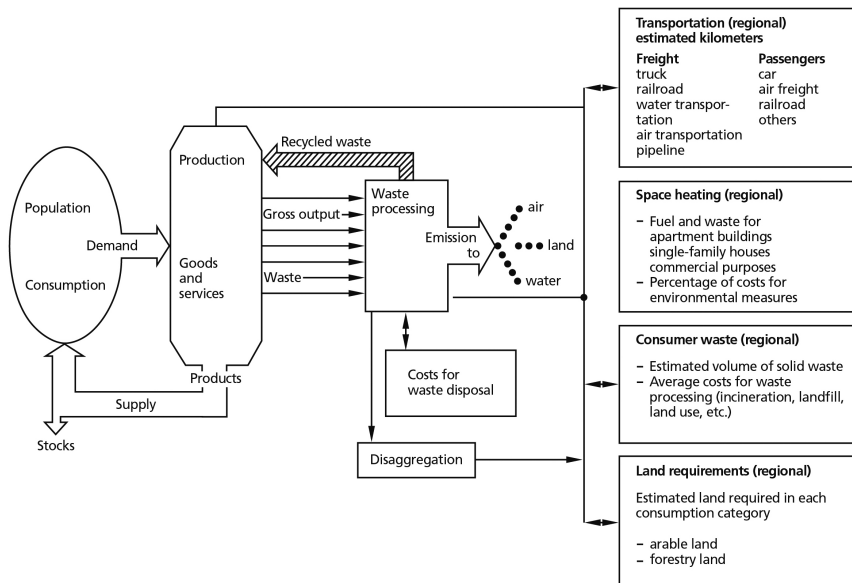 Population
Consumption
Demand
Production
Goods
and
services
Products
Supply
Stocks
Recycled waste
Gross output
Waste
Waste
processing
Emission
to
air
land
water
Costs for
waste disposal
Disaggregation
Transportation (regional)
estimated kilometers
Freight
truck
railroad
water transpor-
tation
air transportation
pipeline
Passengers
car
air freight
railroad
others
Space heating (regional)
– Fuel and waste for
apartment buildings
single-family houses
commercial purposes
– Percentage of costs for
environmental measures
Consumer waste (regional)
– Estimated volume of solid waste
– Average costs for waste
processing (incineration, landfill,
land use, etc.)
Land requirements (regional)
Estimated land required in each
consumption category
– arable land
– forestry land